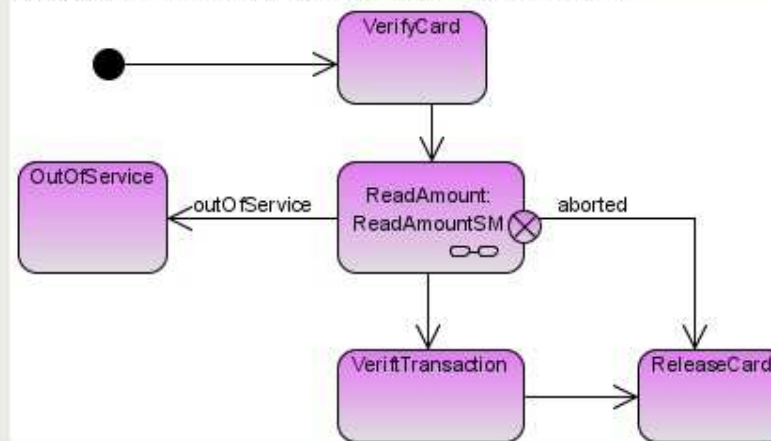 VerifyCard
OutOfService
outOfService
ReadAmount:
ReadAmountSM
aborted
VeriftTransaction
ReleaseCard